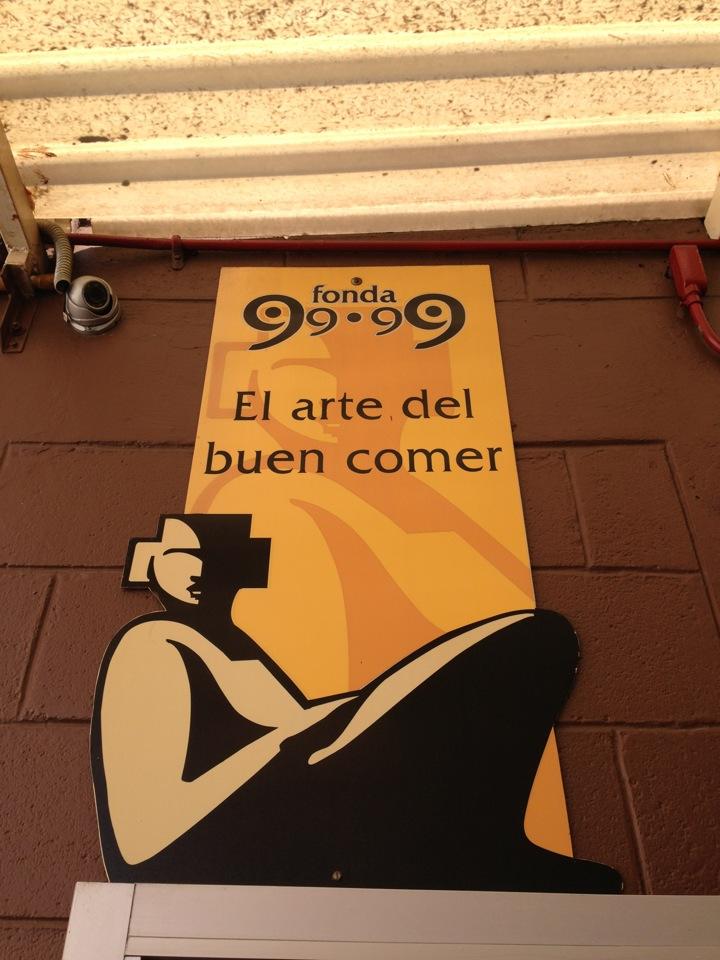 fonda
99·99
El arte del
buen comer